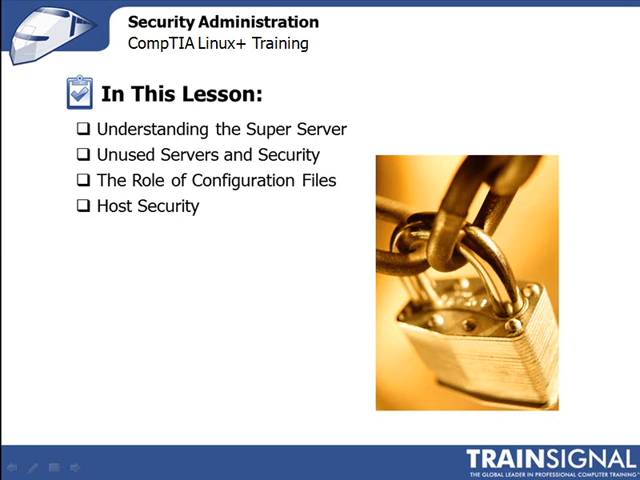 Security Administration
CompTIA Linux+ Training
In This Lesson:
Understanding the Super Server
Unused Servers and Security
The Role of Configuration Files
Host Security
TRAINSIGNAL
THE GLOBAL LEADER IN PROFESSIONAL COMPUTER TRAINING